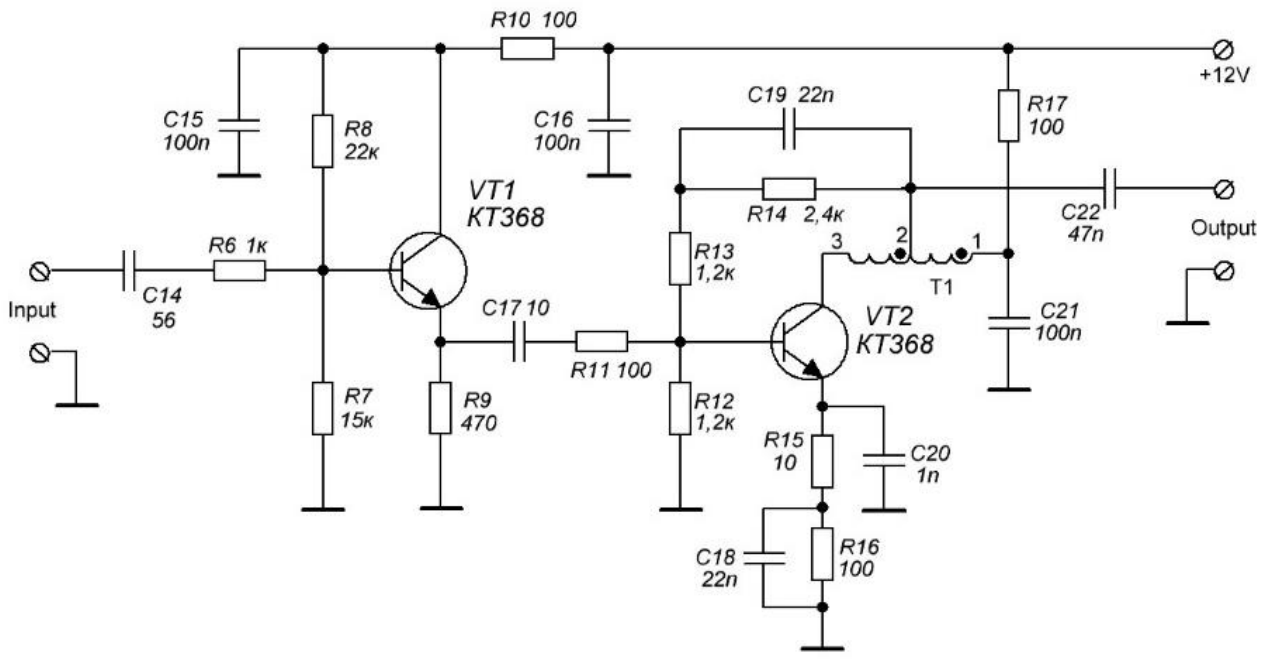 R10 100
+12V
C19 22n
C15
100n
R8
22к
C16
100n
R17
100
VT1
KT368
R14 2,4к
C22
47n
Output
R6 1к
R13
1,2к
3
2
1
T1
Input
C14
56
C17 10
VT2
KT368
C21
100n
R11 100
R7
15к
R9
470
R12
1,2к
R15
10
C20
1n
C18
22n
R16
100